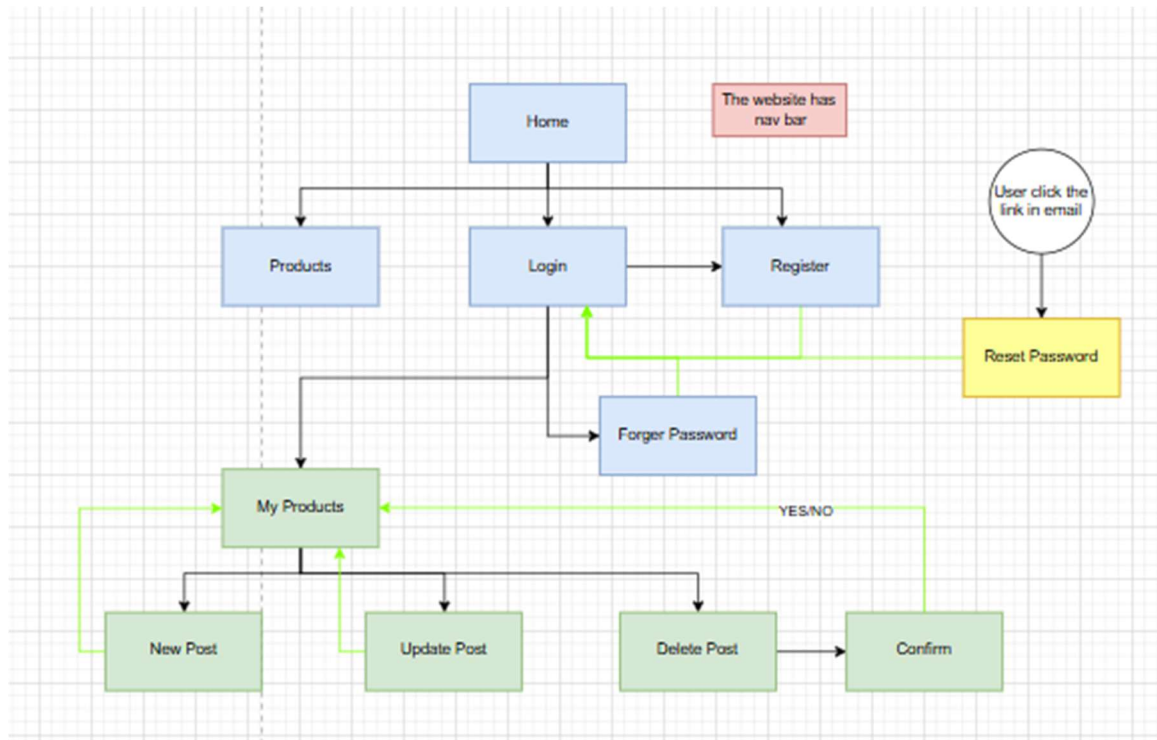 Home
The website has
nav bar
User click the
link in email
Products
Login
Register
Reset Password
Forger Password
My Products
YES/NO
New Post
Update Post
Delete Post
Confirm